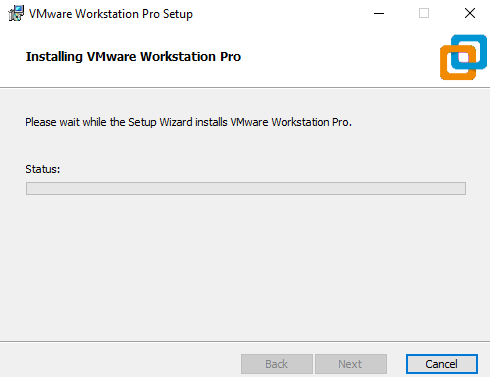 VMware Workstation Pro Setup
Installing VMware Workstation Pro
Please wait while the Setup Wizard installs VMware Workstation Pro.
Status:
Back
Next
Cancel